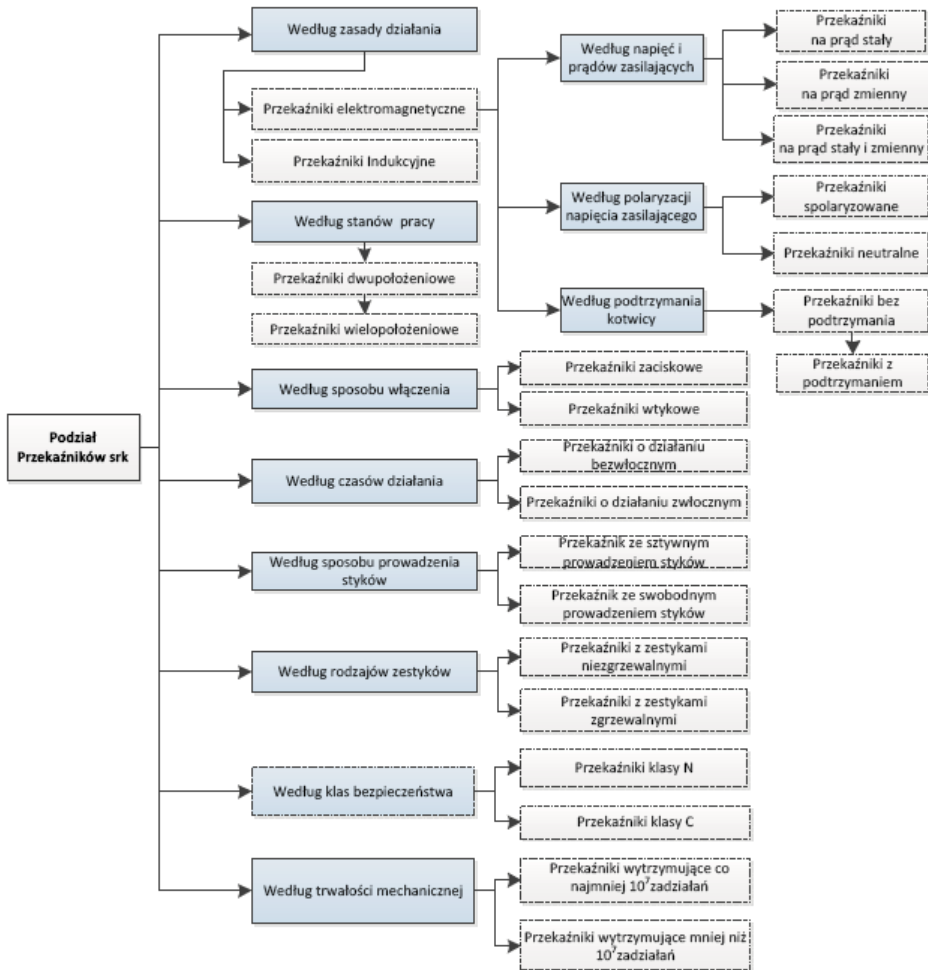 Podział
Przekaźników srk
Według zasady działania
Przekaźniki elektromagnetyczne
Przekaźniki Indukcyjne
Według napięć i
prądów zasilających
Przekaźniki
na prąd stały
Przekaźniki
na prąd zmienny
Przekaźniki
na prąd stały i zmienny
Według polaryzacji
napięcia zasilającego
Przekaźniki
spolaryzowane
Przekaźniki neutralne
Według podtrzymania
kotwicy
Przekaźniki bez
podtrzymania
Przekaźniki z
podtrzymaniem
Według stanów pracy
Przekaźniki dwupołożeniowe
Przekaźniki wielopołożeniowe
Według sposobu włączenia
Przekaźniki zaciskowe
Przekaźniki wtykowe
Według czasów działania
Przekaźniki o działaniu
bezwłocznym
Przekaźniki o działaniu zwłocznym
Według sposobu prowadzenia
styków
Przekaźnik ze sztywnym
prowadzeniem styków
Przekaźnik ze swobodnym
prowadzeniem styków
Według rodzajów zestyków
Przekaźniki z zestykami
niezgrzewalnymi
Przekaźniki z zestykami
zgrzewalnymi
Według klas bezpieczeństwa
Przekaźniki klasy N
Przekaźniki klasy C
Według trwałości mechanicznej
Przekaźniki wytrzymujące co
najmniej 10⁷zadziałań
Przekaźniki wytrzymujące mniej niż
10⁷zadziałań